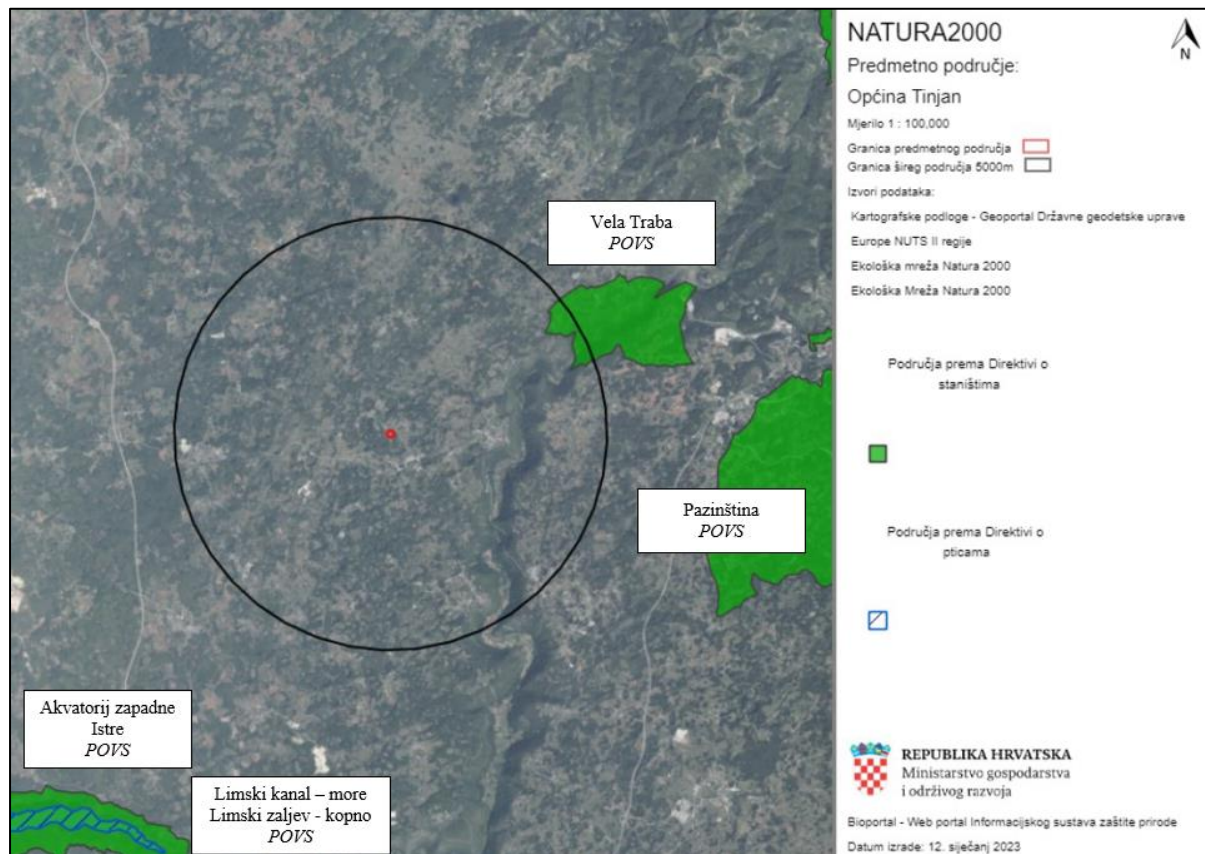 Vela Traba
POVS
Pazinština
POVS
Akvatorij zapadne
Istre
POVS
Limski kanal – more
Limski zaljev - kopno
POVS
NATURA2000
N
Predmetno područje:
Općina Tinjan
Mjerilo 1 : 100,000
Granica predmetnog područja
Granica šireg područja 5000m
Izvori podataka:
Kartografske podloge - Geoportal Državne geodetske uprave
Europe NUTS II regije
Ekološka mreža Natura 2000
Ekološka Mreža Natura 2000
Područja prema Direktivi o
staništima
Područja prema Direktivi o
pticama
REPUBLIKA HRVATSKA
Ministarstvo gospodarstva
i održivog razvoja
Bioportal - Web portal Informacijskog sustava zaštite prirode
Datum izrade: 12. siječanj 2023